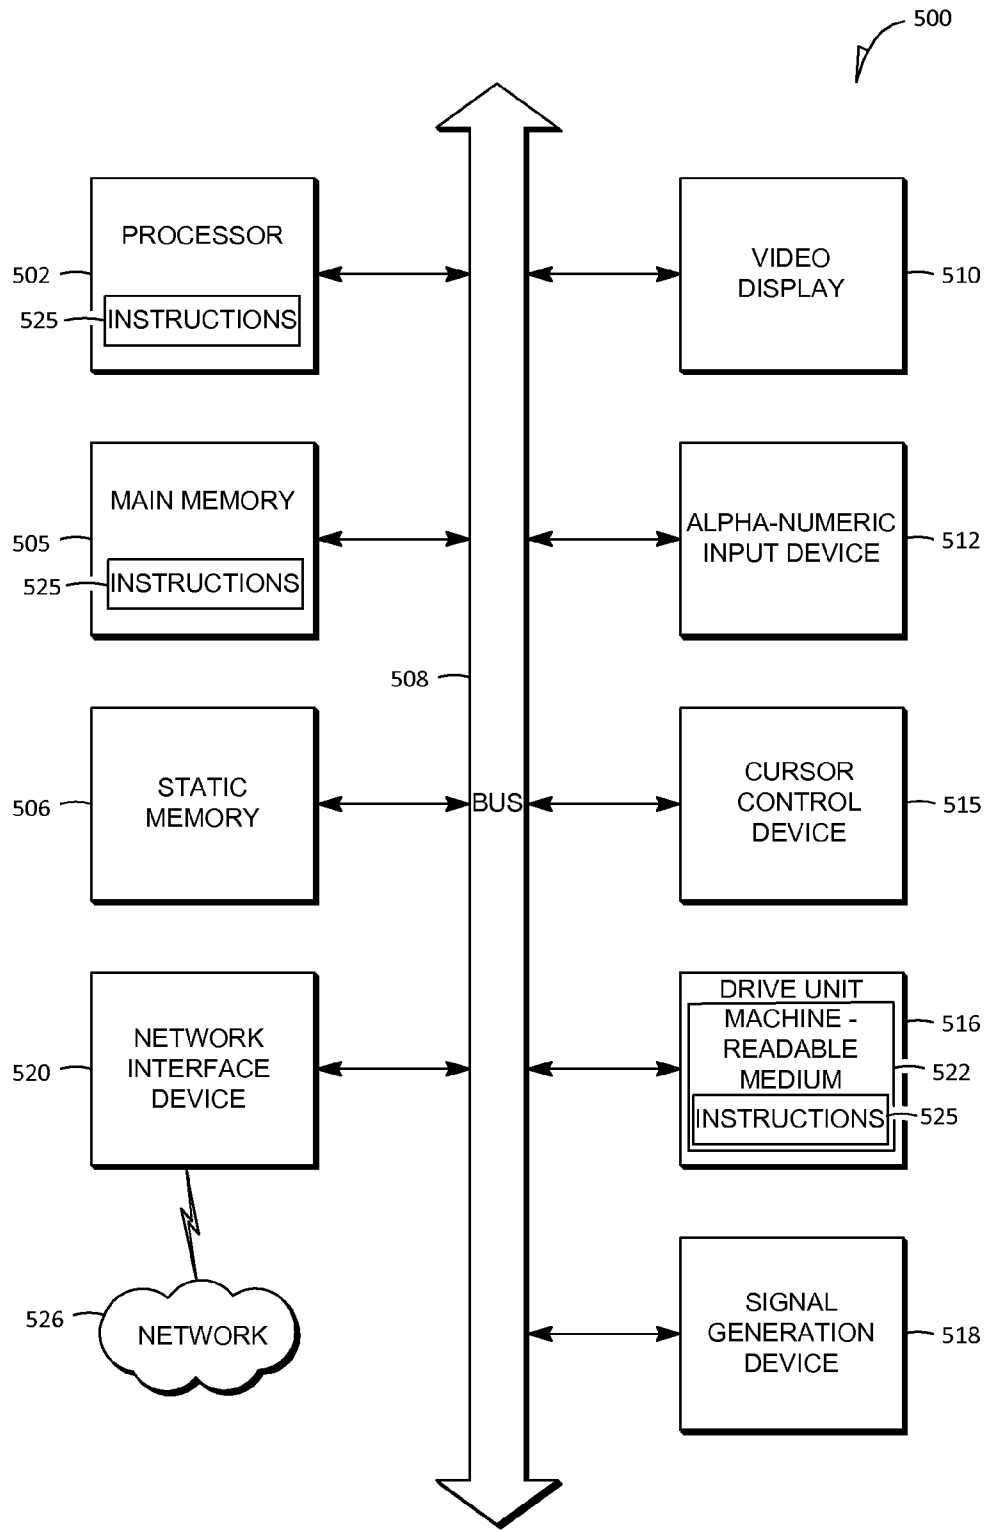 500
PROCESSOR
502
525
INSTRUCTIONS
VIDEO
DISPLAY
510
MAIN MEMORY
505
525
INSTRUCTIONS
ALPHA-NUMERIC
INPUT DEVICE
512
508
STATIC
MEMORY
506
BUS
CURSOR
CONTROL
DEVICE
515
NETWORK
INTERFACE
DEVICE
520
DRIVE UNIT
MACHINE -
READABLE
MEDIUM
INSTRUCTIONS
516
522
525
526
NETWORK
SIGNAL
GENERATION
DEVICE
518